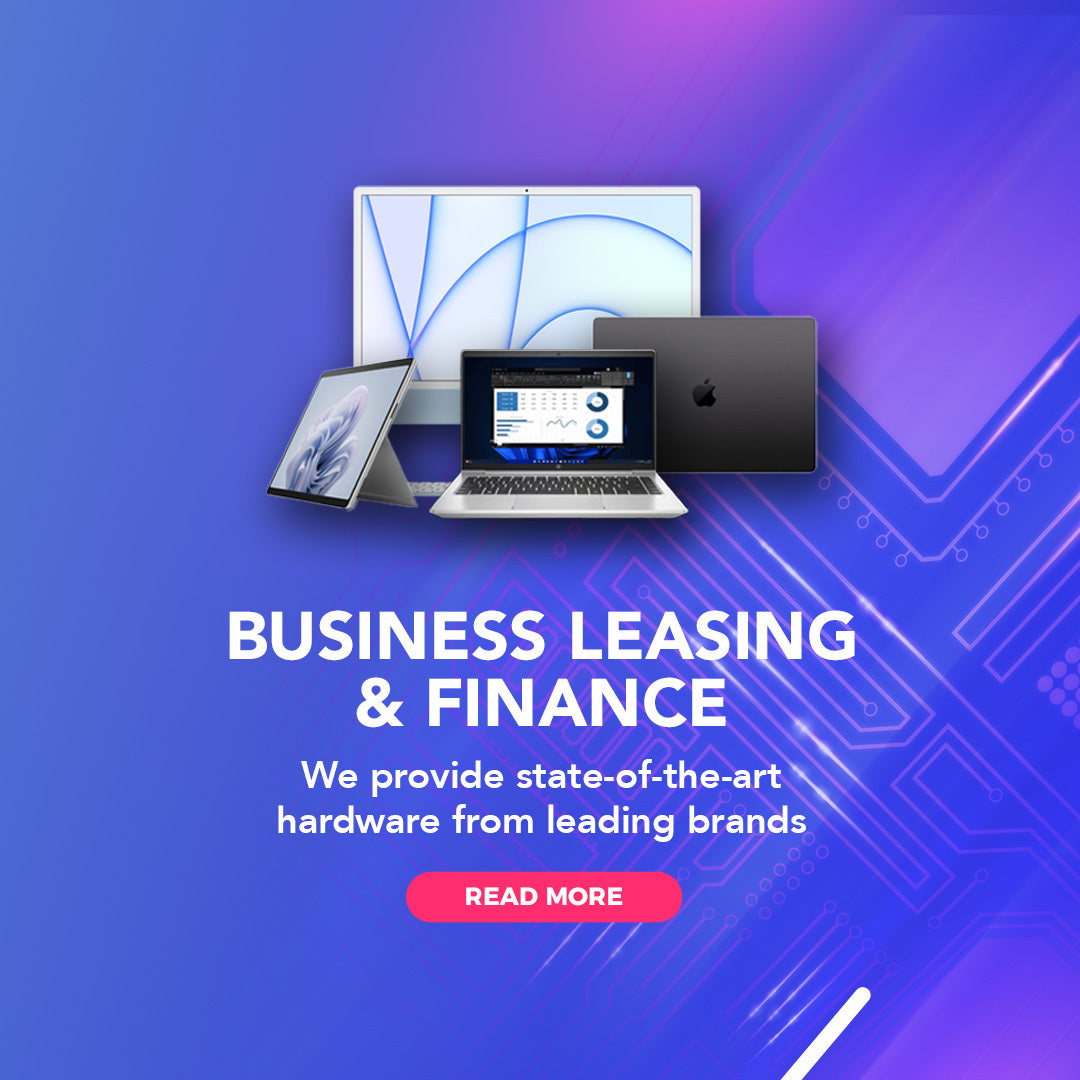 BUSINESS LEASING
& FINANCE
We provide state-of-the-art
hardware from leading brands
READ MORE